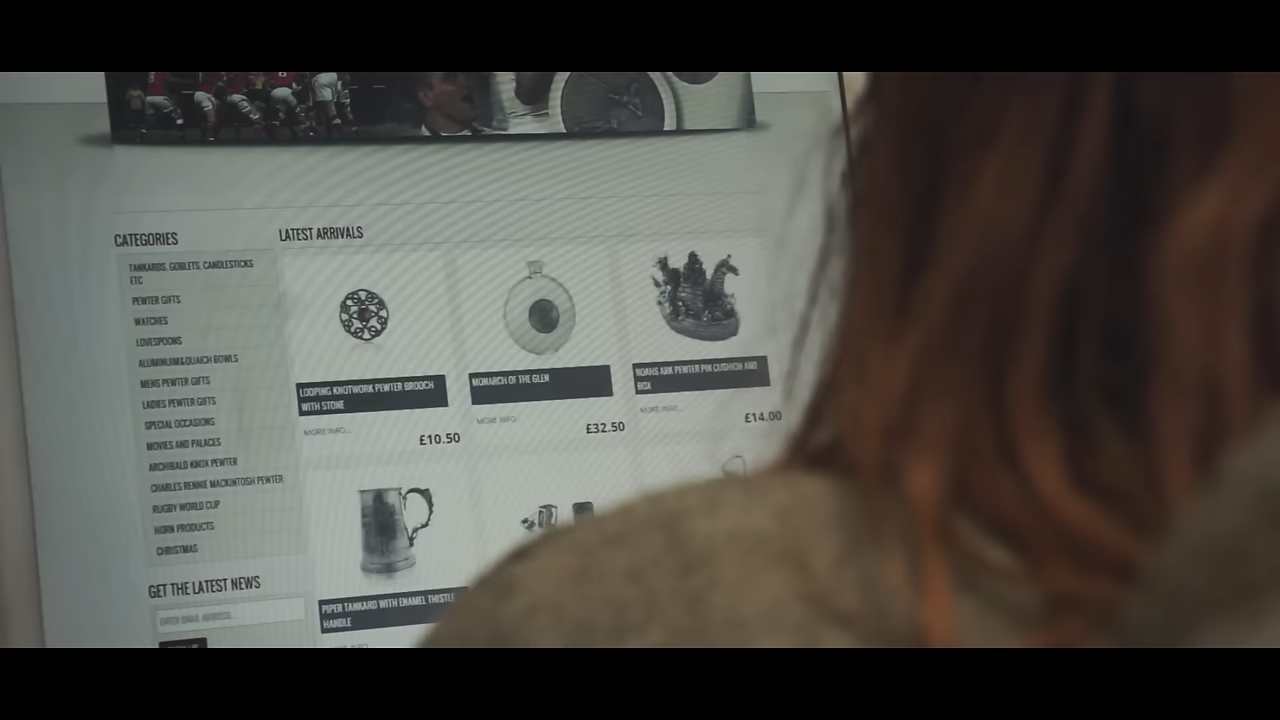 CATEGORIES
TANKARDS, GOBLETS, CANDLESTICKS
ETC
PEWTER GIFTS
WATCHES
LOVESPOONS
ALUMINUIM&QUAICH BOWLS
MENS PEWTER GIFTS
LADIES PEWTER GIFTS
SPECIAL OCCASIONS
MOVIES AND PALACES
ARCHIBALD KNOX PEWTER
CHARLES RENNIE MACKINTOSH PEWTER
RUGBY WORLD CUP
HORN PRODUCTS
CHRISTMAS
GET THE LATEST NEWS
ENTER EMAIL ADDRESS...
LATEST ARRIVALS
LOOPING KNOTWORK PEWTER BROOCH
WITH STONE
MORE INFO...
£10.50
MONARCH OF THE GLEN
MORE INFO...
£32.50
NOAHS ARK PEWTER PIN CUSHION AND
BOX
MORE INFO...
£14.00
PIPER TANKARD WITH ENAMEL THISTLE
HANDLE